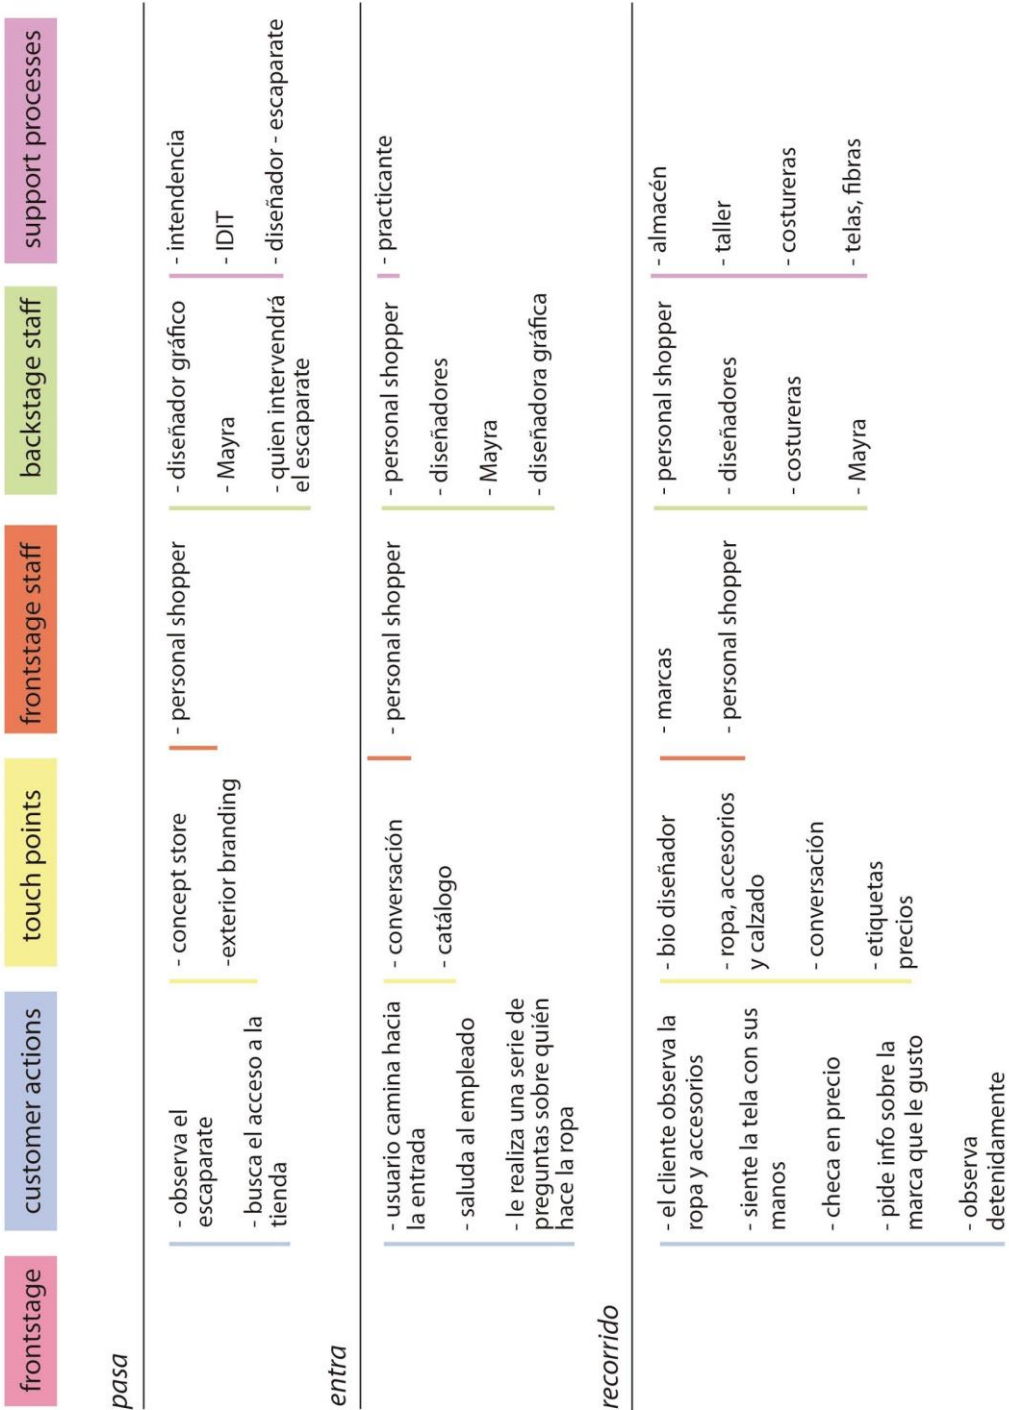 frontstage
customer actions
touch points
frontstage staff
backstage staff
support processes
pasa
- observa el
escaparate
- busca el acceso a la
tienda
- concept store
-exterior branding
- personal shopper
- diseñador gráfico
- Mayra
- quien intervendrá
el escaparate
- intendencia
- IDIT
- diseñador - escaparate
entra
- usuario camina hacia
la entrada
- saluda al empleado
- le realiza una serie de
preguntas sobre quién
hace la ropa
- conversación
- catálogo
- personal shopper
- personal shopper
- diseñadores
- Mayra
- diseñadora gráfica
- practicante
recorrido
- el cliente observa la
ropa y accesorios
- siente la tela con sus
manos
- checa en precio
- pide info sobre la
marca que le gusto
- observa
detenidamente
- bio diseñador
- ropa, accesorios
y calzado
- conversación
- etiquetas
precios
- marcas
- personal shopper
- personal shopper
- diseñadores
- costureras
- Mayra
- almacén
- taller
- costureras
- telas, fibras